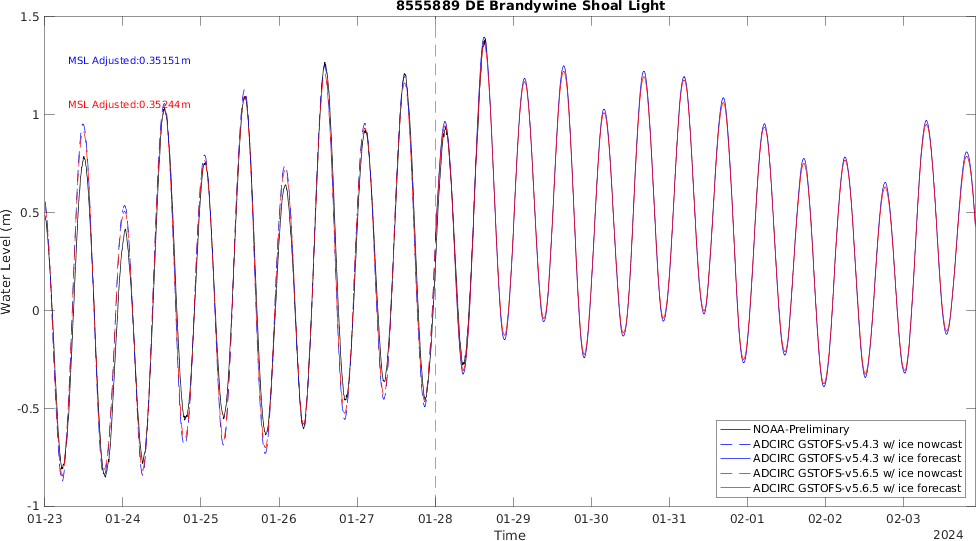 8555889 DE Brandywine Shoal Light
1.5
MSL Adjusted:0.35151m
MSL Adjusted:0.35244m
1
0.5
0
-0.5
-1
Water Level (m)
NOAA-Preliminary
ADCIRC GSTOFS-v5.4.3 w/ ice nowcast
ADCIRC GSTOFS-v5.4.3 w/ ice forecast
ADCIRC GSTOFS-v5.6.5 w/ ice nowcast
ADCIRC GSTOFS-v5.6.5 w/ ice forecast
01-23 01-24 01-25 01-26 01-27 01-28 01-29 01-30 01-31 02-01 02-02 02-03
Time
2024